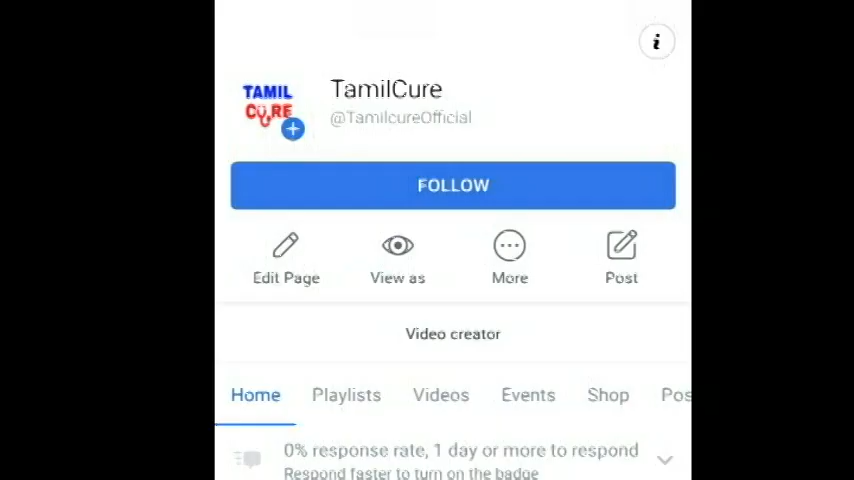 i
TAMIL
CURE
TamilCure
@TamilcureOfficial
FOLLOW
Edit Page
View as
More
Post
Video creator
Home
Playlists
Videos
Events
Shop
Pos
0% response rate, 1 day or more to respond
Respond faster to turn on the badge